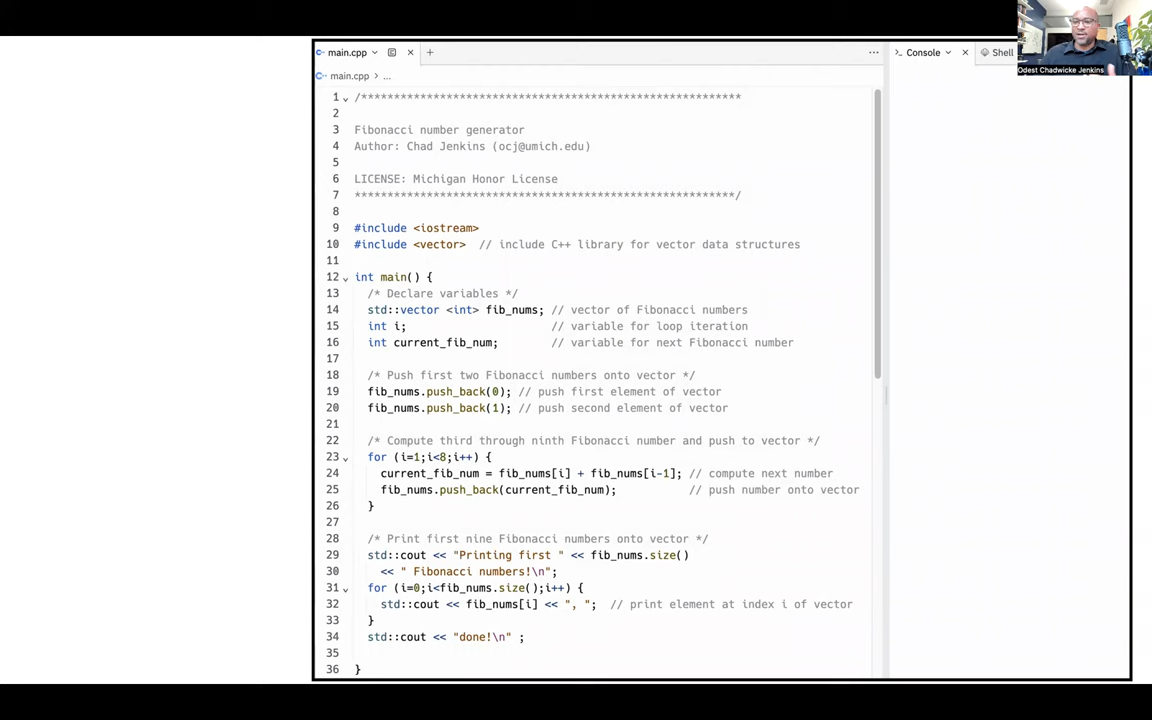 main.cpp
Console
Shell
Odest Chadwicke Jenkins
main.cpp > ...
1 /**********************************************************
2
3 Fibonacci number generator
4 Author: Chad Jenkins (ocj@umich.edu)
5
6 LICENSE: Michigan Honor License
7 **********************************************************/
8
9 #include <iostream>
10 #include <vector>  // include C++ library for vector data structures
11
12 int main() {
13   /* Declare variables */
14   std::vector <int> fib_nums; // vector of Fibonacci numbers
15   int i;                      // variable for loop iteration
16   int current_fib_num;        // variable for next Fibonacci number
17
18   /* Push first two Fibonacci numbers onto vector */
19   fib_nums.push_back(0); // push first element of vector
20   fib_nums.push_back(1); // push second element of vector
21
22   /* Compute third through ninth Fibonacci number and push to vector */
23   for (i=1;i<8;i++) {
24     current_fib_num = fib_nums[i] + fib_nums[i-1]; // compute next number
25     fib_nums.push_back(current_fib_num);           // push number onto vector
26   }
27
28   /* Print first nine Fibonacci numbers onto vector */
29   std::cout << "Printing first " << fib_nums.size()
30     << " Fibonacci numbers!\n";
31   for (i=0;i<fib_nums.size();i++) {
32     std::cout << fib_nums[i] << ", ";  // print element at index i of vector
33   }
34   std::cout << "done!\n" ;
35
36 }